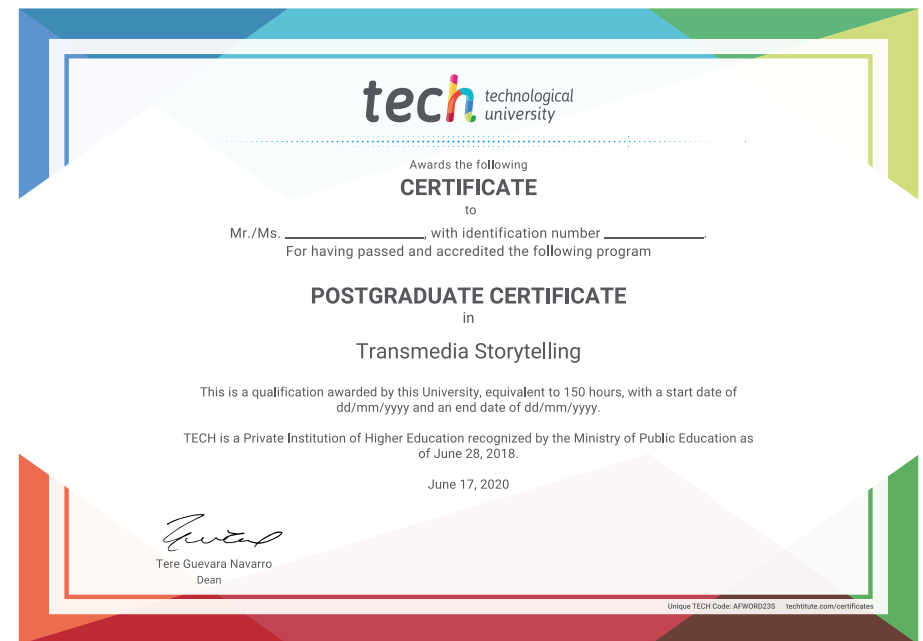 tech technological
university
Awards the following
CERTIFICATE
to
Mr./Ms. ____________, with identification number ____________.
For having passed and accredited the following program
POSTGRADUATE CERTIFICATE
in
Transmedia Storytelling
This is a qualification awarded by this University, equivalent to 150 hours, with a start date of
dd/mm/yyyy and an end date of dd/mm/yyyy.
TECH is a Private Institution of Higher Education recognized by the Ministry of Public Education as
of June 28, 2018.
June 17, 2020
Tere Guevara Navarro
Dean
Unique TECH Code: AFWORD23S techtitute.com/certificates